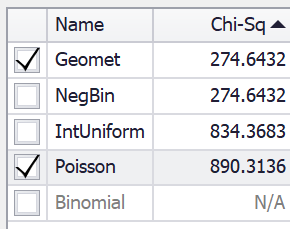 Name Chi-Sq
Geomet 274.6432
NegBin 274.6432
IntUniform 834.3683
Poisson 890.3136
Binomial N/A